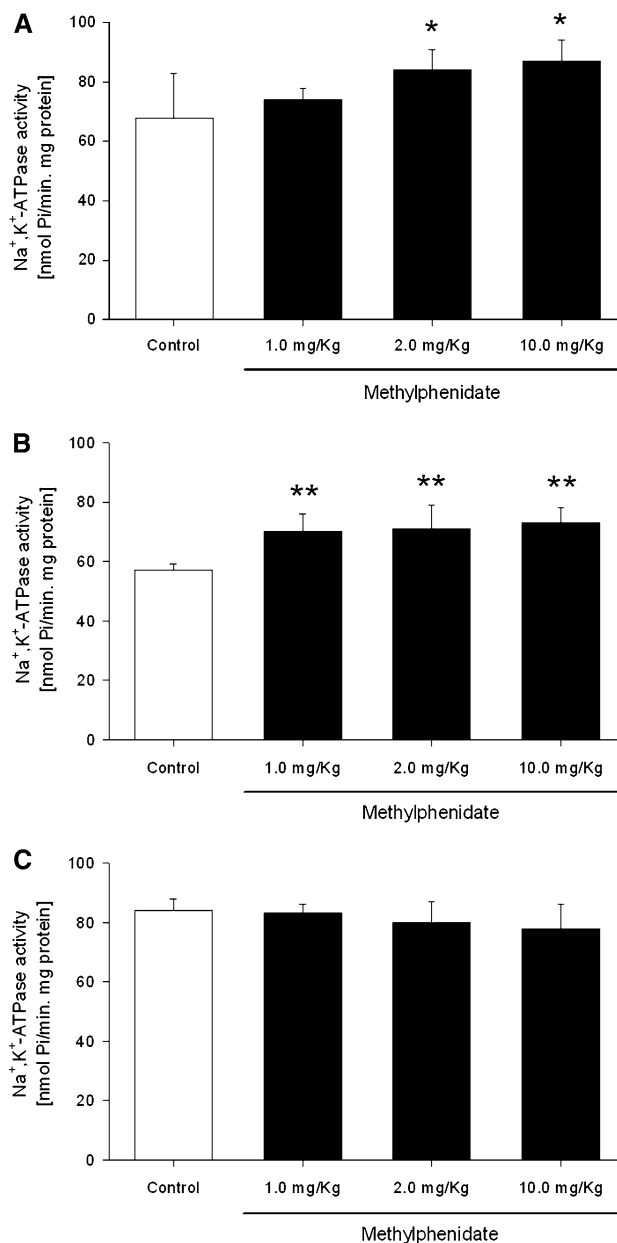 A
Na+,K+-ATPase activity
[nmol Pi/min. mg protein]
100
80
60
40
20
0
* *
Control 1.0 mg/Kg 2.0 mg/Kg 10.0 mg/Kg
Methylphenidate
B
Na+,K+-ATPase activity
[nmol Pi/min. mg protein]
100
80
60
40
20
0
** ** **
Control 1.0 mg/Kg 2.0 mg/Kg 10.0 mg/Kg
Methylphenidate
C
Na+,K+-ATPase activity
[nmol Pi/min. mg protein]
100
80
60
40
20
0
Control 1.0 mg/Kg 2.0 mg/Kg 10.0 mg/Kg
Methylphenidate